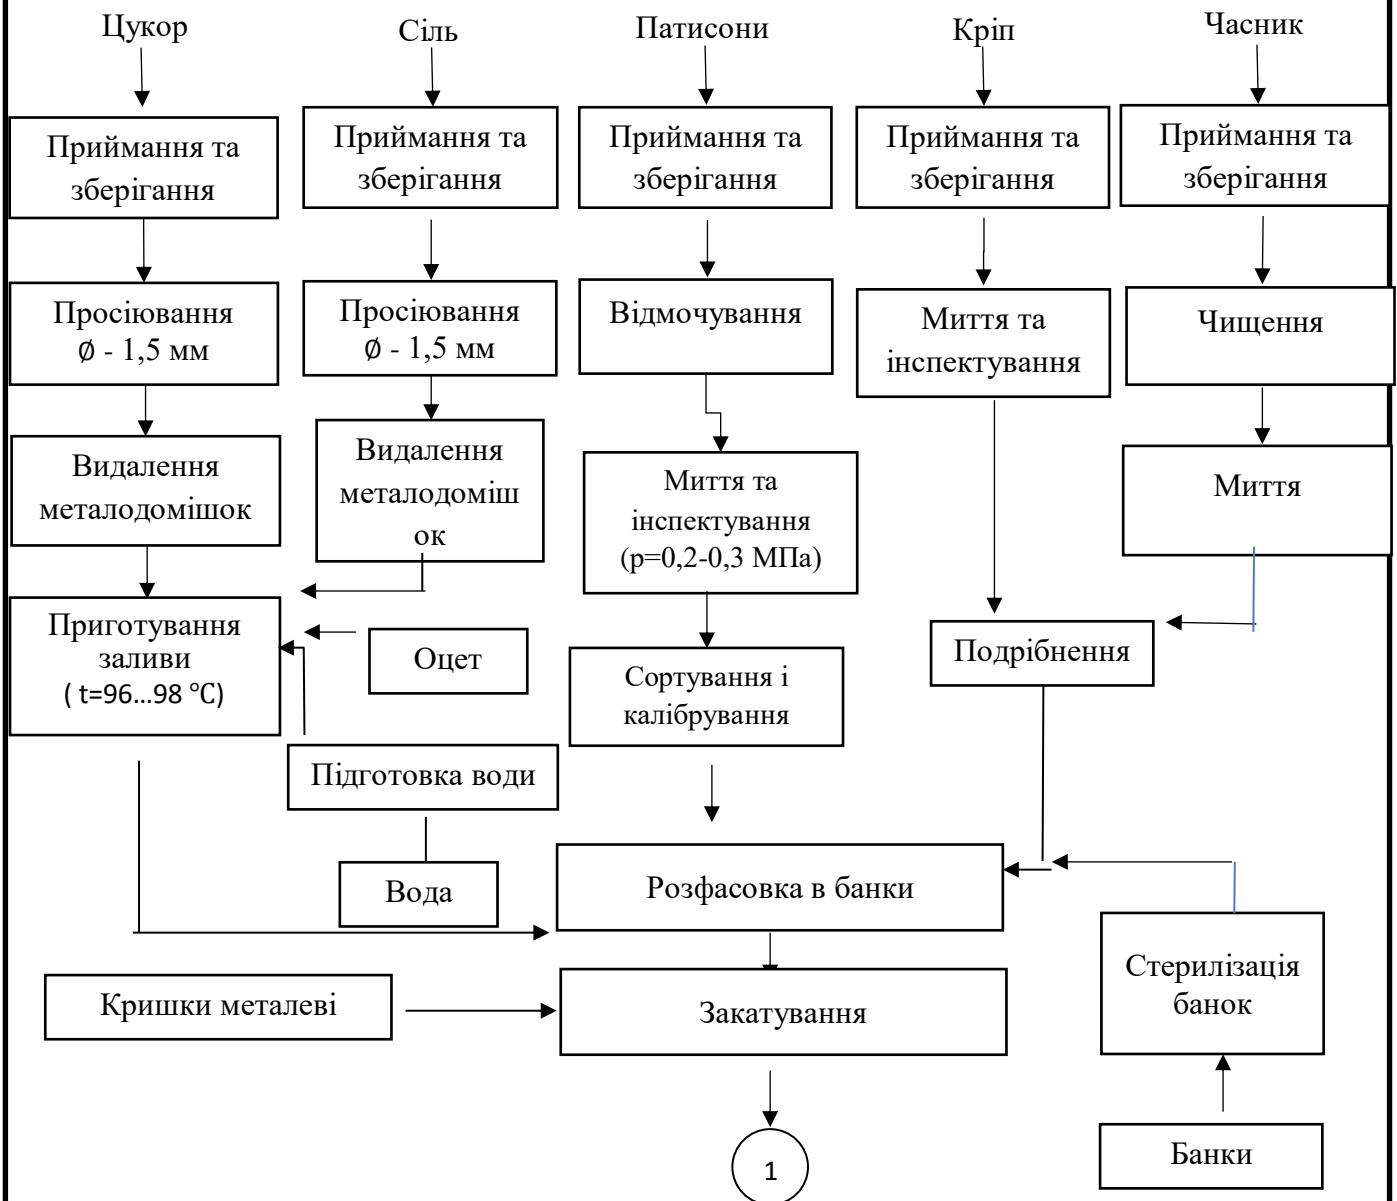 Цукор
Сіль
Патисони
Кріп
Часник
Приймання та
зберігання
Приймання та
зберігання
Приймання та
зберігання
Приймання та
зберігання
Приймання та
зберігання
Просіювання
∅ - 1,5 мм
Просіювання
∅ - 1,5 мм
Відмочування
Миття та
інспектування
Чищення
Видалення
металодомішок
Видалення
металодоміш
ок
Миття та
інспектування
(р=0,2-0,3 МПа)
Миття
Приготування
заливи
( t=96…98 ℃)
Оцет
Сортування і
калібрування
Подрібнення
Підготовка води
Вода
Розфасовка в банки
Стерилізація
банок
Кришки металеві
Закатування
Банки
1